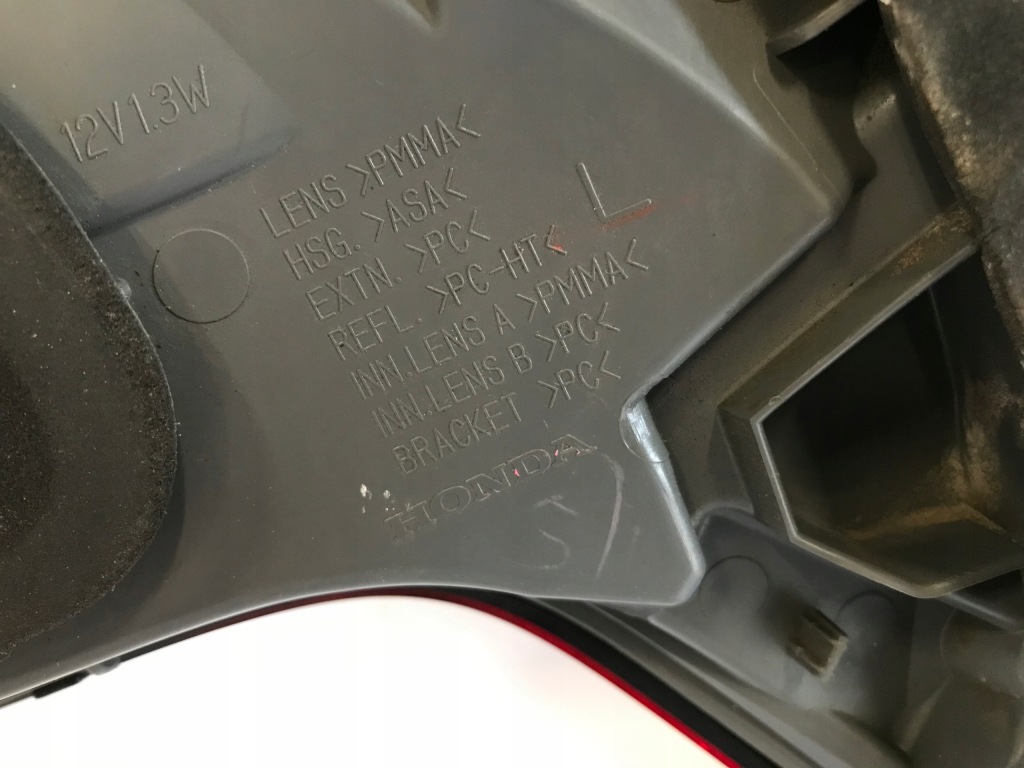 12V1.3W
LENS >PMMA<
HSG. >ASA<
EXTN. >PC<
REFL. >PC-HT<
INN.LENS A >PMMA<
INN.LENS B >PC<
BRACKET >PC<
L
HONDA